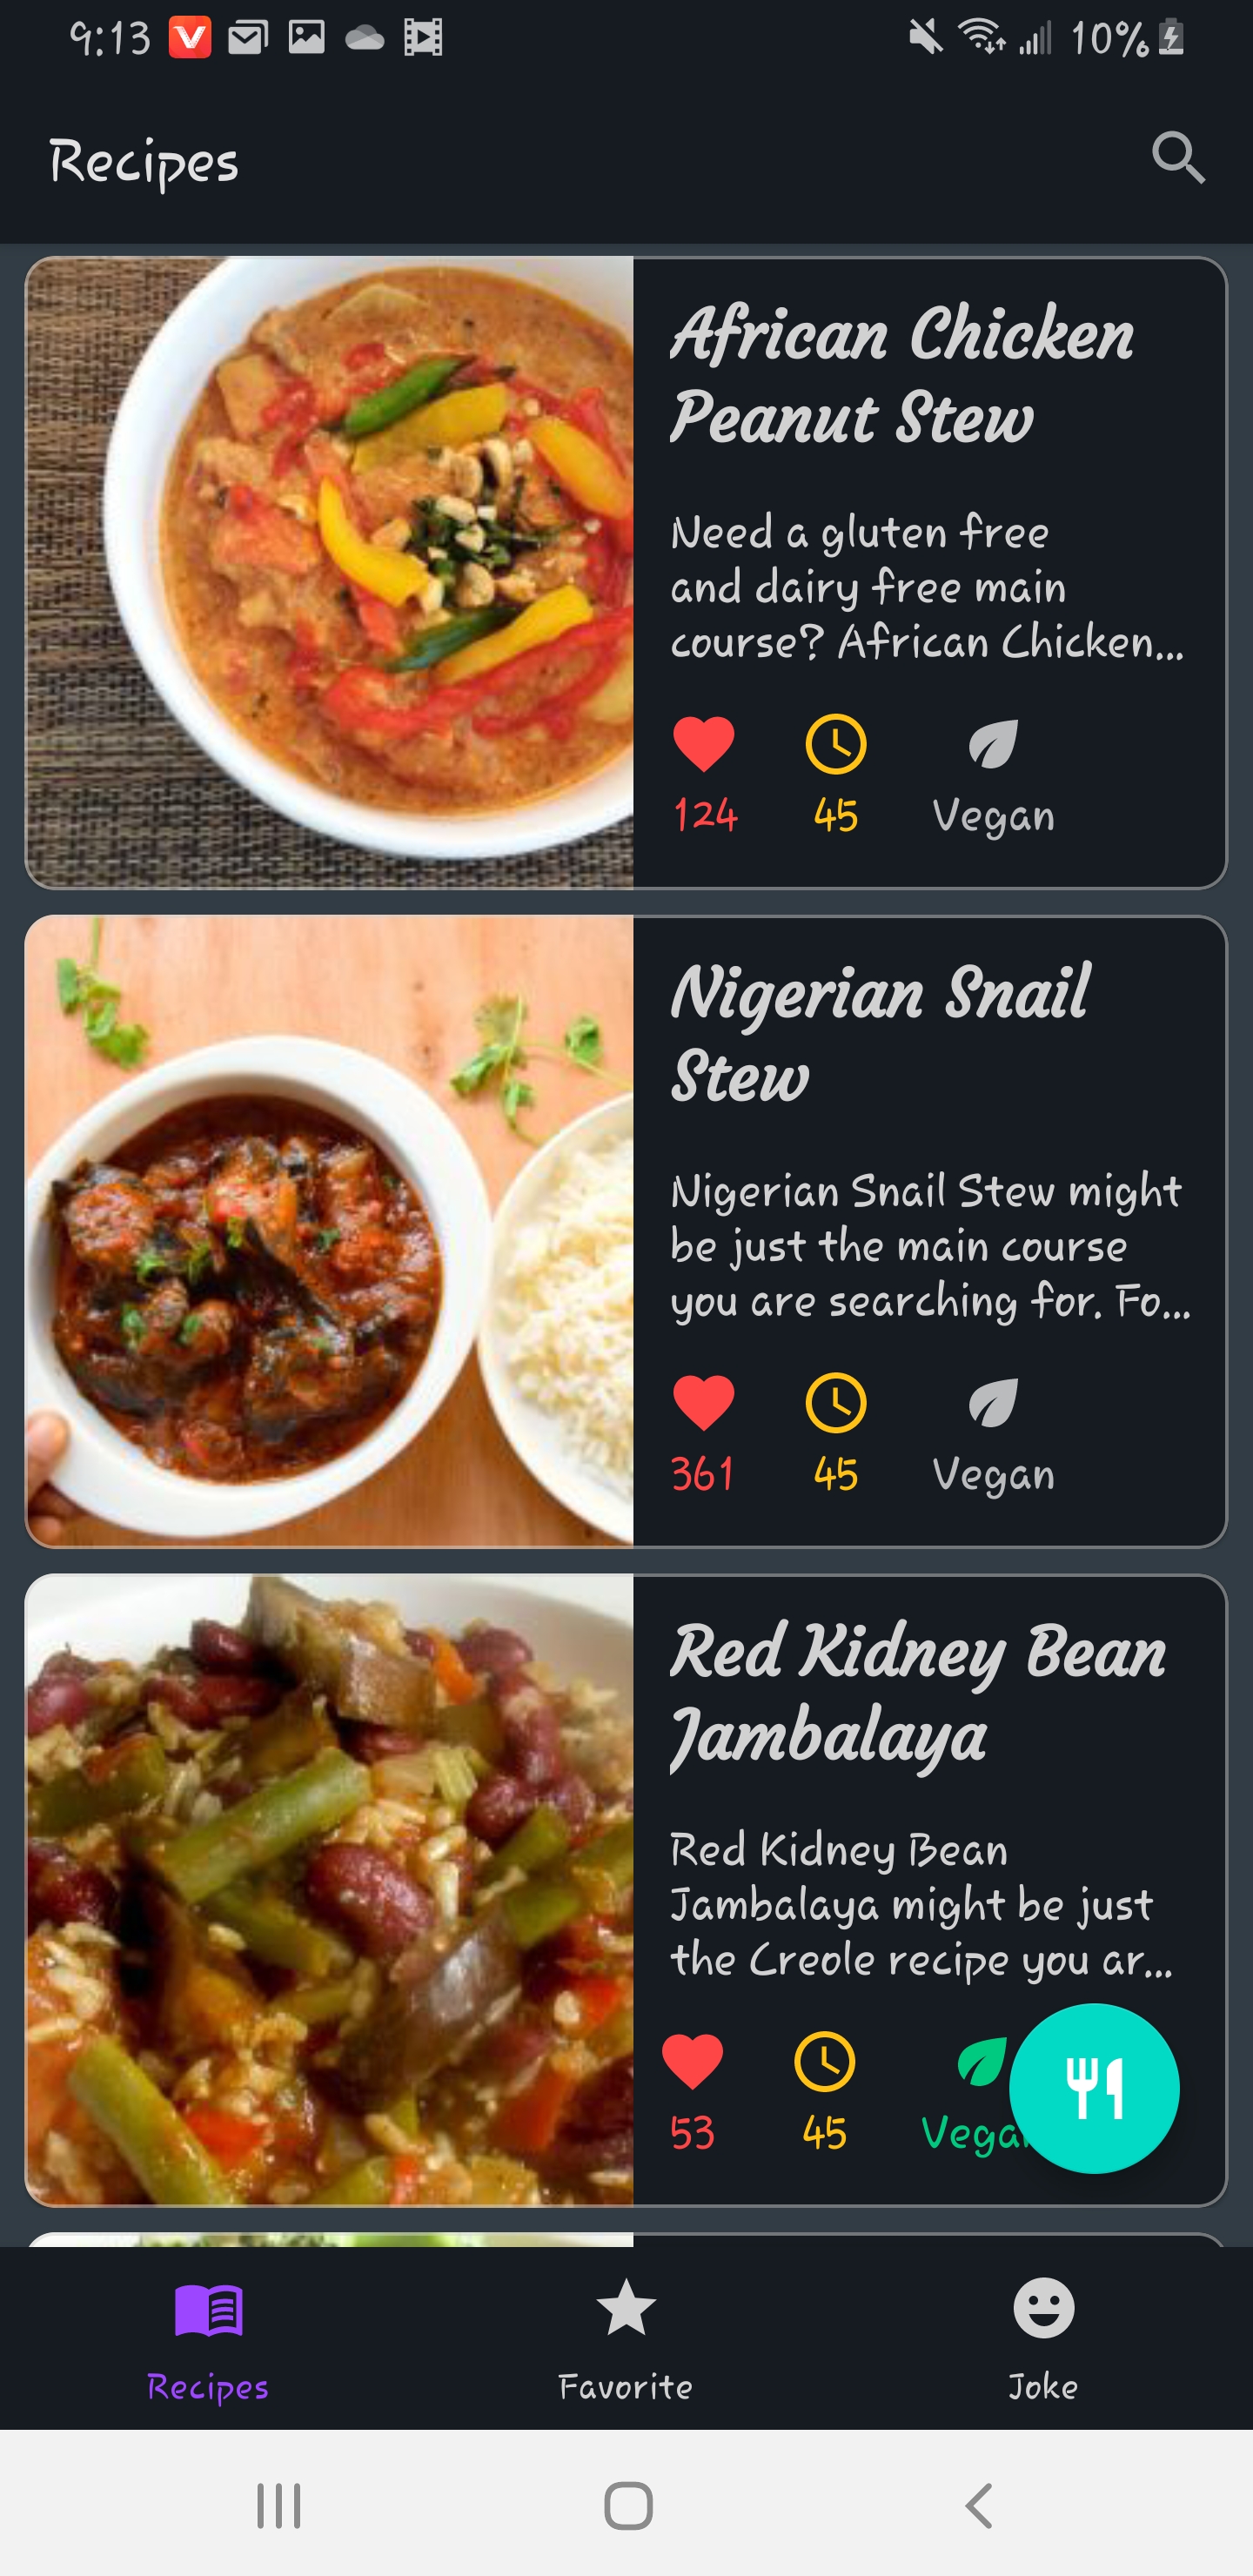 9:13
10%
Recipes
African Chicken
Peanut Stew
Need a gluten free
and dairy free main
course? African Chicken...
124
45
Vegan
Nigerian Snail
Stew
Nigerian Snail Stew might
be just the main course
you are searching for. Fo...
361
45
Vegan
Red Kidney Bean
Jambalaya
Red Kidney Bean
Jambalaya might be just
the Creole recipe you ar...
53
45
Vega
Recipes
Favorite
Joke